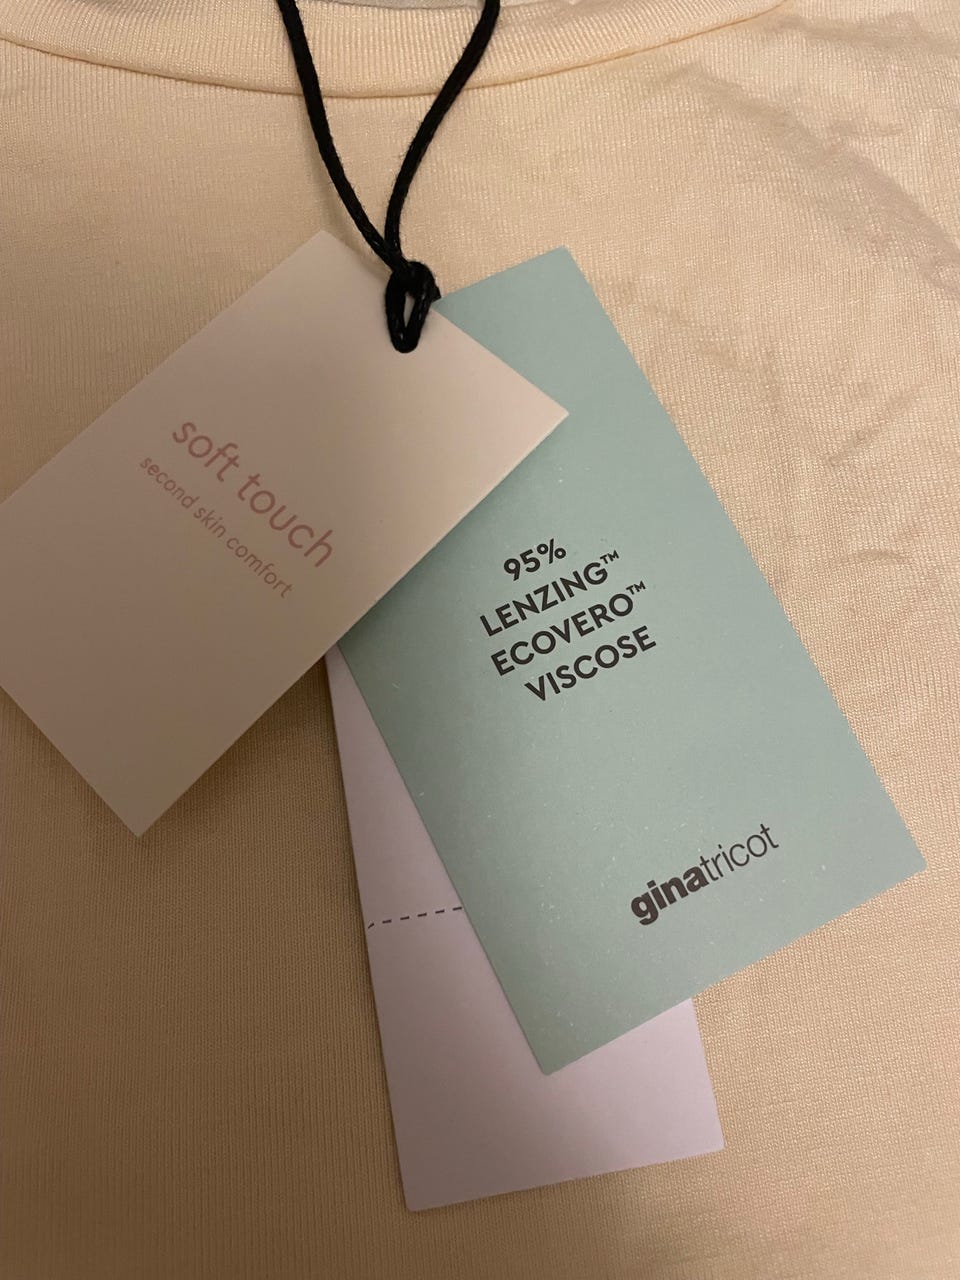 soft touch
second skin comfort
95%
LENZING™
ECOVERO™
VISCOSE
ginatricot